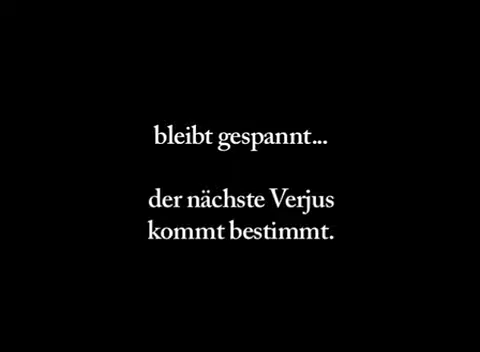 bleibt gespannt...
der nächste Verjus
kommt bestimmt.